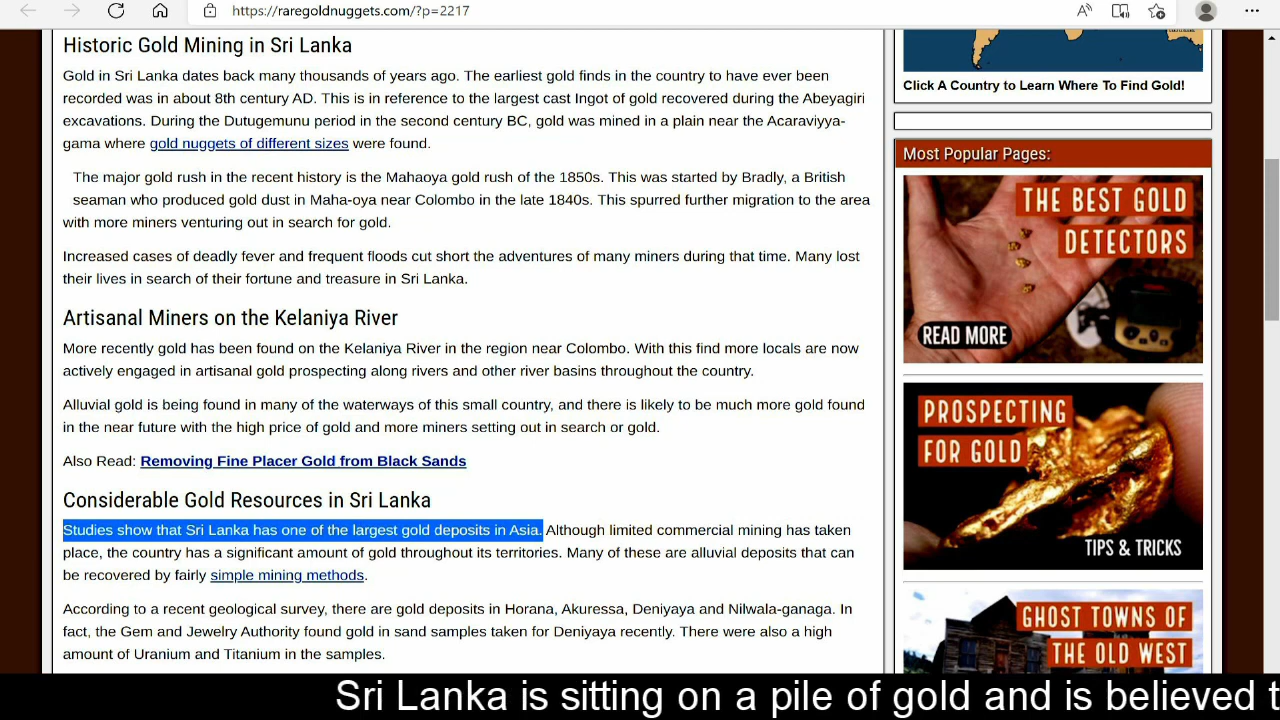 https://raregoldnuggets.com/?p=2217
Historic Gold Mining in Sri Lanka
Gold in Sri Lanka dates back many thousands of years ago. The earliest gold finds in the country to have ever been
recorded was in about 8th century AD. This is in reference to the largest cast Ingot of gold recovered during the Abeyagiri
excavations. During the Dutugemunu period in the second century BC, gold was mined in a plain near the Acaraviyya-
gama where gold nuggets of different sizes were found.
The major gold rush in the recent history is the Mahaoya gold rush of the 1850s. This was started by Bradly, a British
seaman who produced gold dust in Maha-oya near Colombo in the late 1840s. This spurred further migration to the area
with more miners venturing out in search for gold.
Increased cases of deadly fever and frequent floods cut short the adventures of many miners during that time. Many lost
their lives in search of their fortune and treasure in Sri Lanka.
Artisanal Miners on the Kelaniya River
More recently gold has been found on the Kelaniya River in the region near Colombo. With this find more locals are now
actively engaged in artisanal gold prospecting along rivers and other river basins throughout the country.
Alluvial gold is being found in many of the waterways of this small country, and there is likely to be much more gold found
in the near future with the high price of gold and more miners setting out in search or gold.
Also Read: Removing Fine Placer Gold from Black Sands
Considerable Gold Resources in Sri Lanka
Studies show that Sri Lanka has one of the largest gold deposits in Asia. Although limited commercial mining has taken
place, the country has a significant amount of gold throughout its territories. Many of these are alluvial deposits that can
be recovered by fairly simple mining methods.
According to a recent geological survey, there are gold deposits in Horana, Akuressa, Deniyaya and Nilwala-ganaga. In
fact, the Gem and Jewelry Authority found gold in sand samples taken for Deniyaya recently. There were also a high
amount of Uranium and Titanium in the samples.
Click A Country to Learn Where To Find Gold!
Most Popular Pages:
THE BEST GOLD
DETECTORS
READ MORE
PROSPECTING
FOR GOLD
TIPS & TRICKS
GHOST TOWNS OF
THE OLD WEST
Sri Lanka is sitting on a pile of gold and is believed t